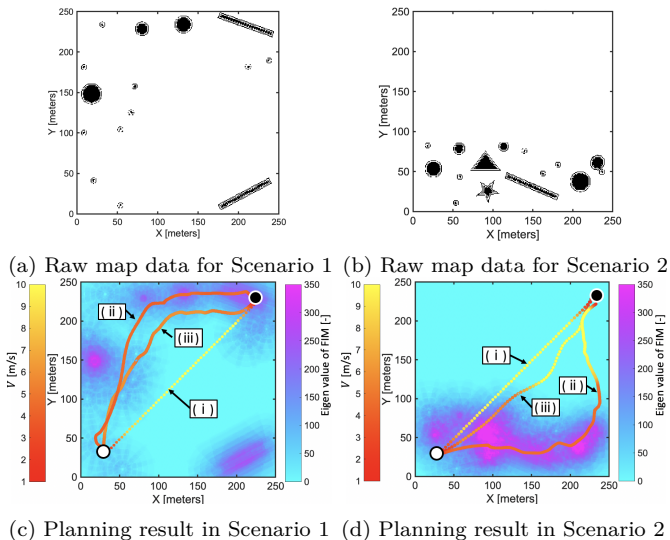 250
200
150
100
50
0
0 50 100 150 200 250
Y [meters]
X [meters]
250
200
150
100
50
0
0 50 100 150 200 250
Y [meters]
X [meters]
(a) Raw map data for Scenario 1 (b) Raw map data for Scenario 2
10
9
8
7
6
5
4
3
2
1
V [m/s]
250
200
150
100
50
0
0 50 100 150 200 250
Y [meters]
X [meters]
(ii)
(iii)
(i)
350
300
250
200
150
100
50
0
Eigen value of FIM [-]
10
9
8
7
6
5
4
3
2
1
V [m/s]
250
200
150
100
50
0
0 50 100 150 200 250
Y [meters]
X [meters]
(i)
(ii)
(iii)
350
300
250
200
150
100
50
0
Eigen value of FIM [-]
(c) Planning result in Scenario 1 (d) Planning result in Scenario 2